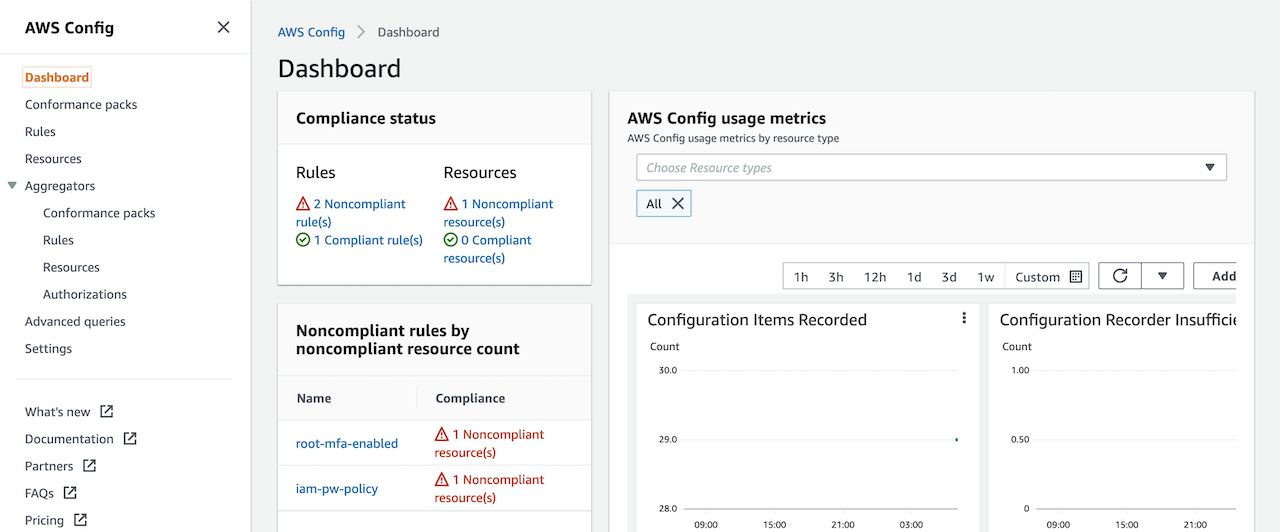 AWS Config
Dashboard
Conformance packs
Rules
Resources
Aggregators
Conformance packs
Rules
Resources
Authorizations
Advanced queries
Settings
What's new
Documentation
Partners
FAQs
Pricing
AWS Config > Dashboard
Dashboard
Compliance status
Rules
2 Noncompliant
rule(s)
1 Compliant rule(s)
Resources
1 Noncompliant
resource(s)
0 Compliant
resource(s)
Noncompliant rules by
noncompliant resource count
Name Compliance
root-mfa-enabled
1 Noncompliant
resource(s)
iam-pw-policy
1 Noncompliant
resource(s)
AWS Config usage metrics
AWS Config usage metrics by resource type
Choose Resource types
All
1h 3h 12h 1d 3d 1w Custom Add
Configuration Items Recorded
Count
30.0
29.0
28.0
09:00 15:00 21:00 03:00
Configuration Recorder Insufficie
Count
1.00
0.50
0
09:00 15:00 21:00